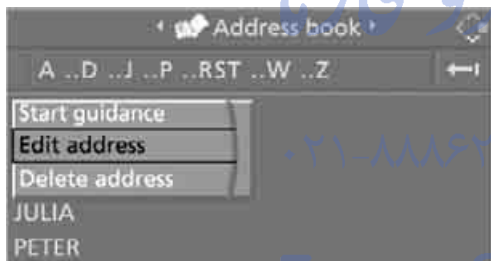 Address book
A ..D ..J ..P ..RST ..W ..Z
Start guidance
Edit address
Delete address
JULIA
PETER